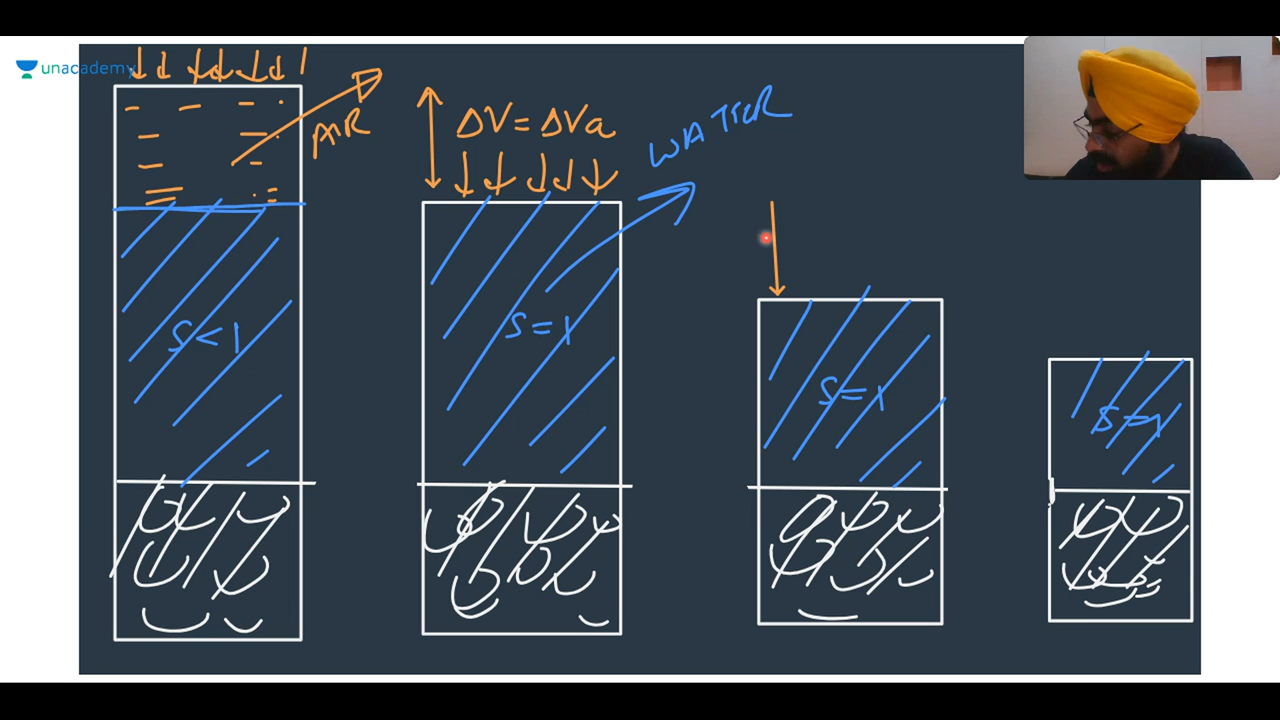 unacademy
AIR
ΔV = ΔVa
WATER
S < 1
S = 1
S = 1
S = 1